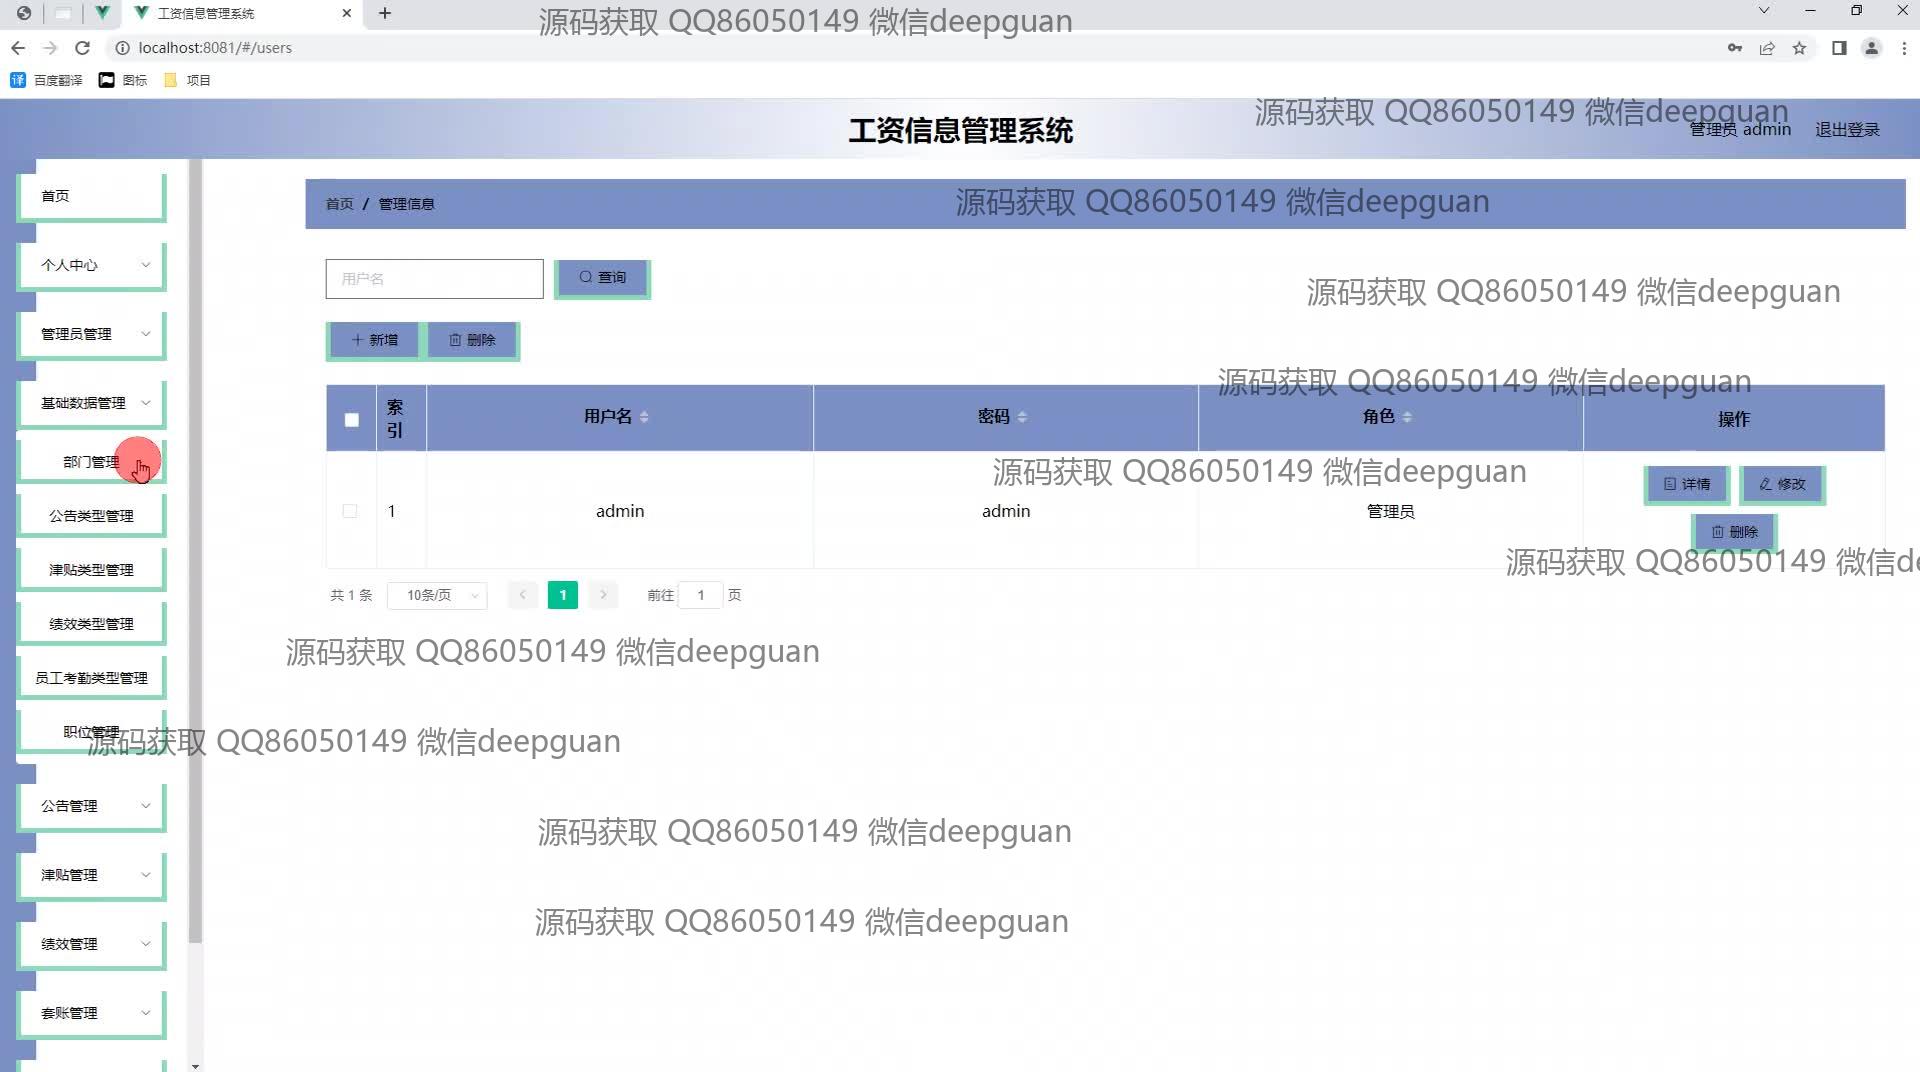 工资信息管理系统
源码获取 QQ86050149 微信deepguan
localhost:8081/#/users
百度翻译 图标 项目
工资信息管理系统
源码获取 QQ86050149 微信deepguan
管理员 admin 退出登录
首页
首页 / 管理信息
源码获取 QQ86050149 微信deepguan
个人中心
用户名 查询
源码获取 QQ86050149 微信deepguan
管理员管理
新增 删除
源码获取 QQ86050149 微信deepguan
基础数据管理
索引 用户名 密码 角色 操作
部门管理
源码获取 QQ86050149 微信deepguan
详情 修改
公告类型管理
1 admin admin 管理员
删除
源码获取 QQ86050149 微信de
津贴类型管理
共 1 条 10条/页 1 前往 1 页
绩效类型管理
源码获取 QQ86050149 微信deepguan
员工考勤类型管理
职位管理
源码获取 QQ86050149 微信deepguan
公告管理
源码获取 QQ86050149 微信deepguan
津贴管理
源码获取 QQ86050149 微信deepguan
绩效管理
套账管理